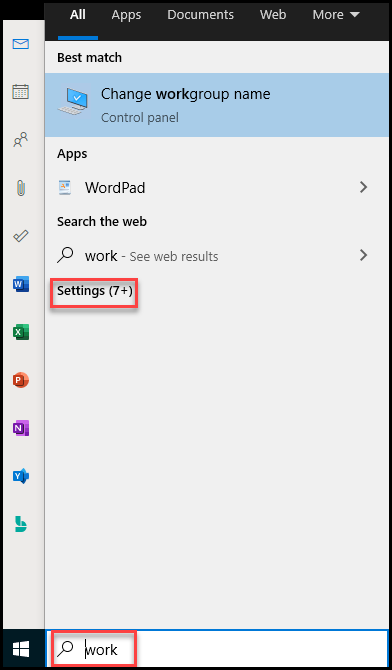 All Apps Documents Web More
Best match
Change workgroup name
Control panel
Apps
WordPad
Search the web
work - See web results
Settings (7+)
work